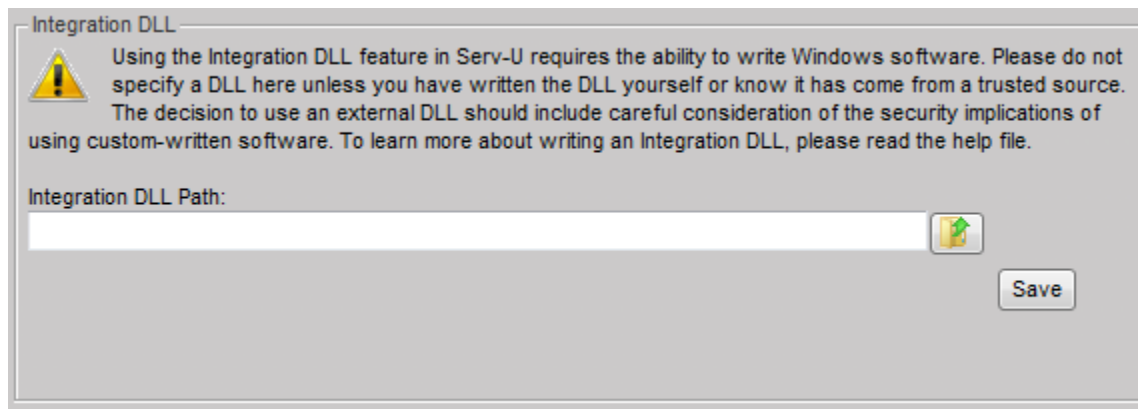 Integration DLL
Using the Integration DLL feature in Serv-U requires the ability to write Windows software. Please do not
specify a DLL here unless you have written the DLL yourself or know it has come from a trusted source.
The decision to use an external DLL should include careful consideration of the security implications of
using custom-written software. To learn more about writing an Integration DLL, please read the help file.
Integration DLL Path:
Save